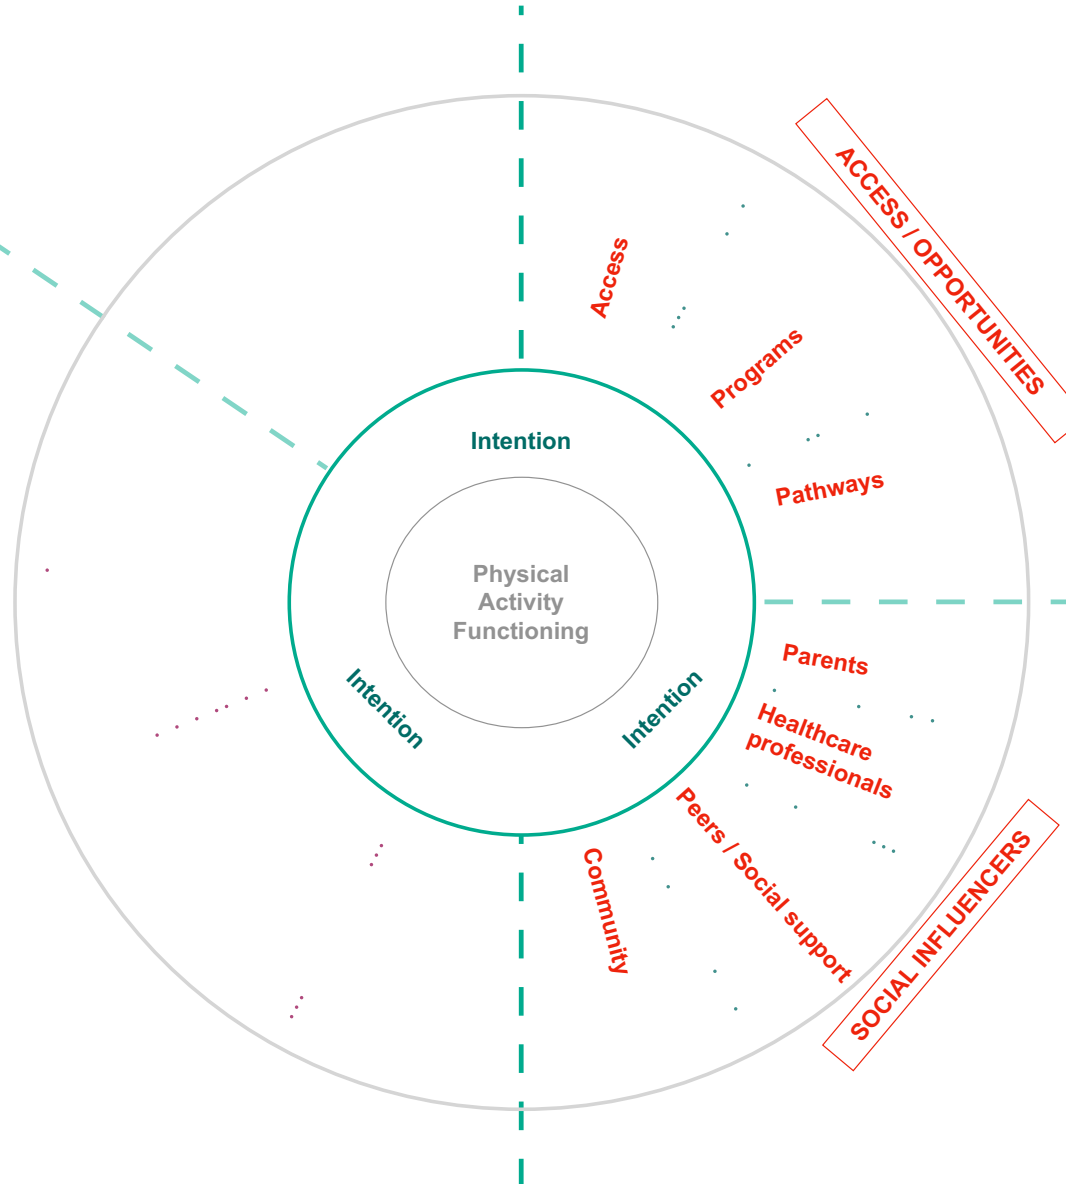 ACCESS / OPPORTUNITIES
Access
Programs
Pathways
Intention
Physical
Activity
Functioning
Intention
Intention
Parents
Healthcare
professionals
Peers / Social support
Community
SOCIAL INFLUENCERS